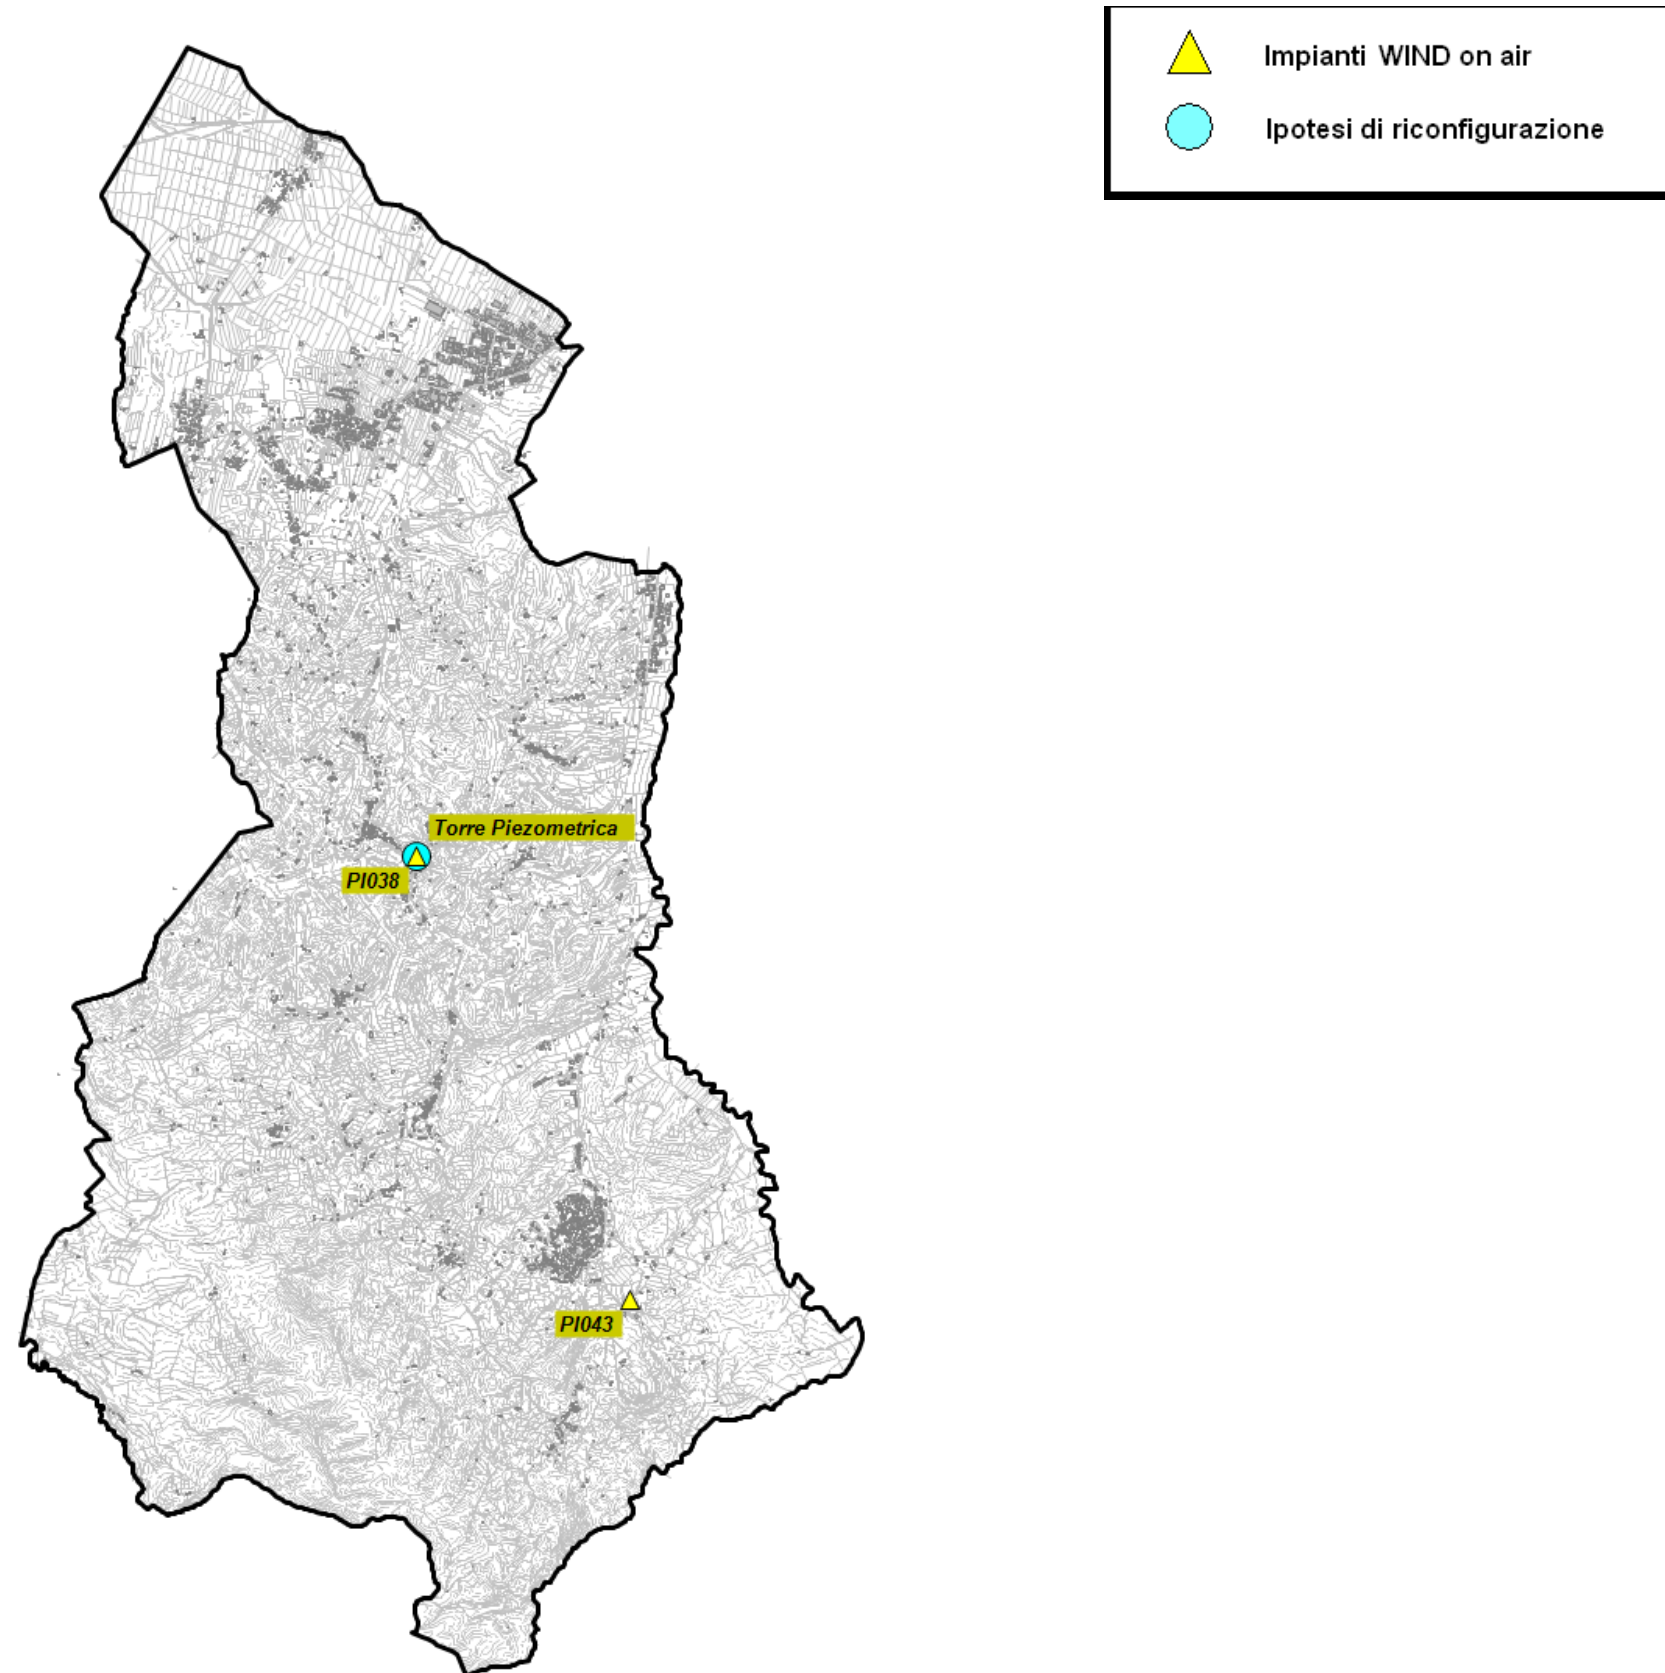 Impianti WIND on air
Ipotesi di riconfigurazione
Torre Piezometrica
PI038
PI043